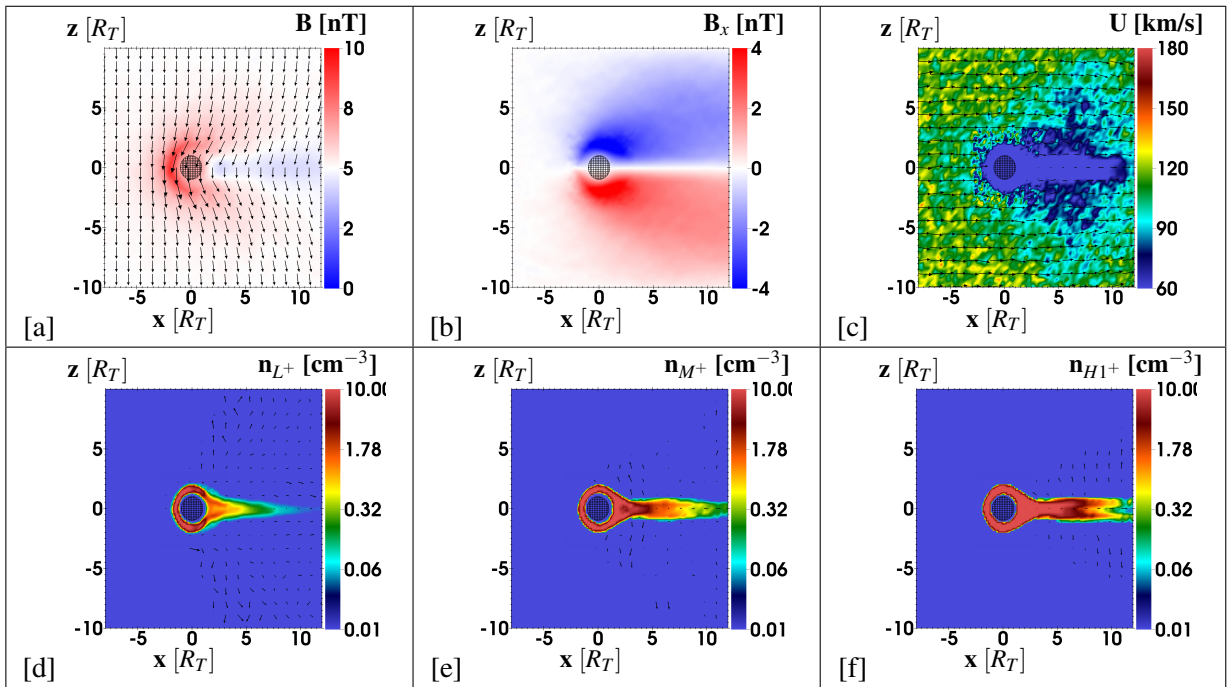 z [R_T] B [nT]
10
8
6
4
2
0
5
0
-5
-10
-5 0 5 10
x [R_T]
[a]
z [R_T] B_x [nT]
4
2
0
-2
-4
5
0
-5
-10
-5 0 5 10
x [R_T]
[b]
z [R_T] U [km/s]
180
150
120
90
60
5
0
-5
-10
-5 0 5 10
x [R_T]
[c]
z [R_T] n_{L^+} [cm^{-3}]
10.00
1.78
0.32
0.06
0.01
5
0
-5
-10
-5 0 5 10
x [R_T]
[d]
z [R_T] n_{M^+} [cm^{-3}]
10.00
1.78
0.32
0.06
0.01
5
0
-5
-10
-5 0 5 10
x [R_T]
[e]
z [R_T] n_{H1^+} [cm^{-3}]
10.00
1.78
0.32
0.06
0.01
5
0
-5
-10
-5 0 5 10
x [R_T]
[f]